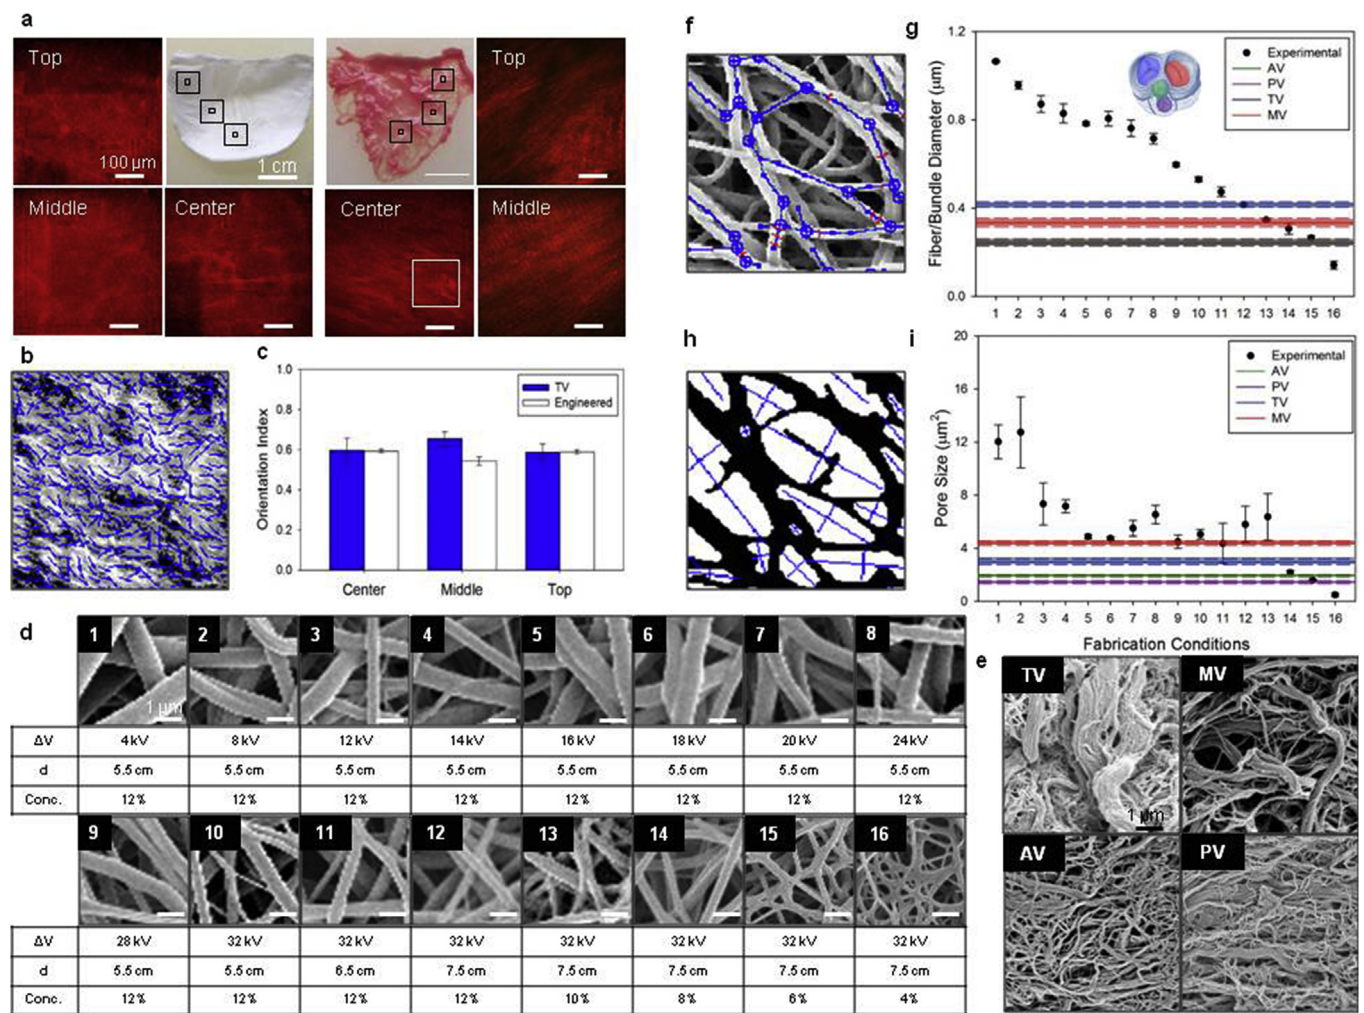 a
Top
100 µm
1 cm
Top
Middle
Center
Center
Middle
b
c
Orientation Index
1.0
0.8
0.6
0.4
0.2
0.0
TV
Engineered
Center Middle Top
d
1 2 3 4 5 6 7 8
1 µm
ΔV 4 kV 8 kV 12 kV 14 kV 16 kV 18 kV 20 kV 24 kV
d 5.5 cm 5.5 cm 5.5 cm 5.5 cm 5.5 cm 5.5 cm 5.5 cm 5.5 cm
Conc. 12% 12% 12% 12% 12% 12% 12% 12%
9 10 11 12 13 14 15 16
ΔV 28 kV 32 kV 32 kV 32 kV 32 kV 32 kV 32 kV 32 kV
d 5.5 cm 5.5 cm 6.5 cm 7.5 cm 7.5 cm 7.5 cm 7.5 cm 7.5 cm
Conc. 12% 12% 12% 12% 10% 8% 6% 4%
f
g
Fiber/Bundle Diameter (µm)
1.2
0.8
0.4
0.0
Experimental
AV
PV
TV
MV
1 2 3 4 5 6 7 8 9 10 11 12 13 14 15 16
h
i
Pore Size (µm²)
20
16
12
8
4
0
Experimental
AV
PV
TV
MV
1 2 3 4 5 6 7 8 9 10 11 12 13 14 15 16
Fabrication Conditions
e
TV
MV
1 µm
AV
PV